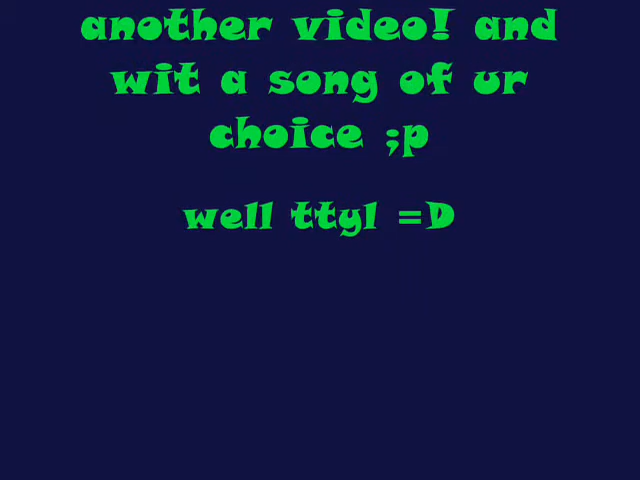 another video! and
wit a song of ur
choice ;p
well ttyl =D